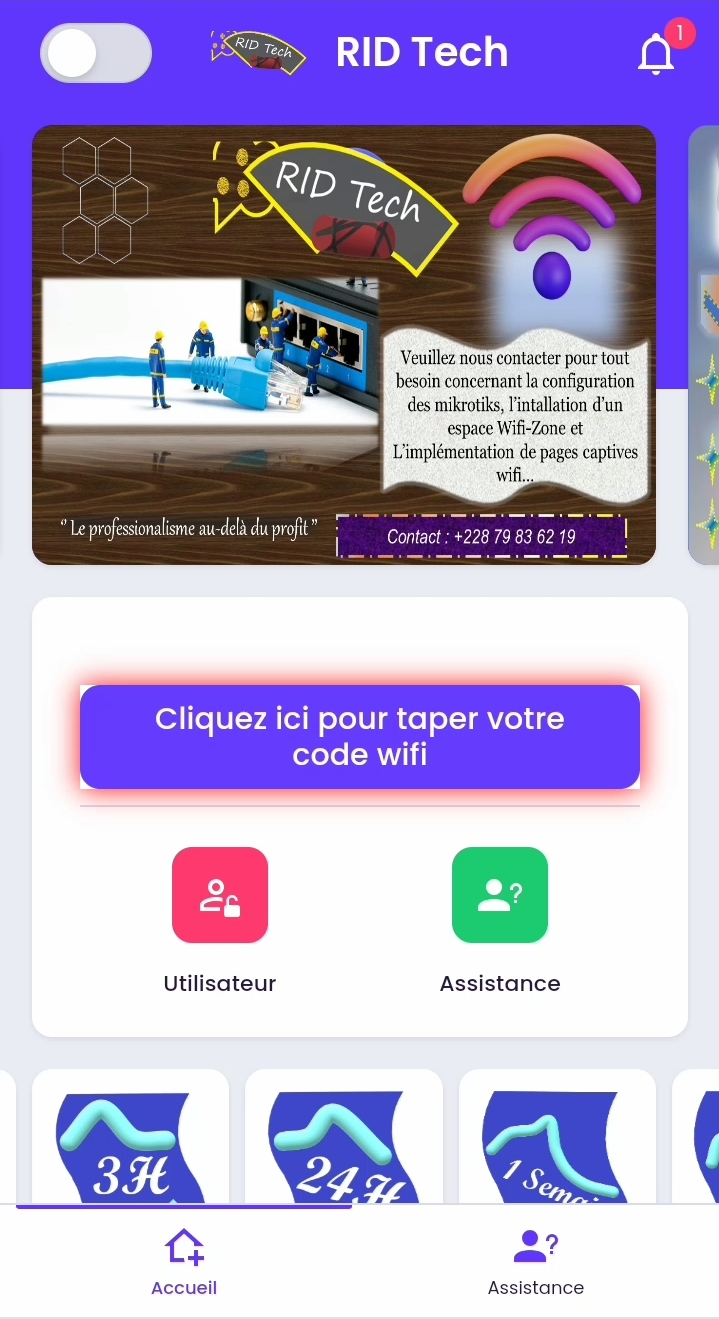 RID Tech
RID Tech
1
RID Tech
Veuillez nous contacter pour tout
besoin concernant la configuration
des mikrotiks, l'intallation d'un
espace Wifi-Zone et
L'implémentation de pages captives
wifi...
“ Le professionalisme au-delà du profit ”
Contact : +228 79 83 62 19
Cliquez ici pour taper votre
code wifi
Utilisateur
Assistance
3H
24H
1 Semai
Accueil
Assistance